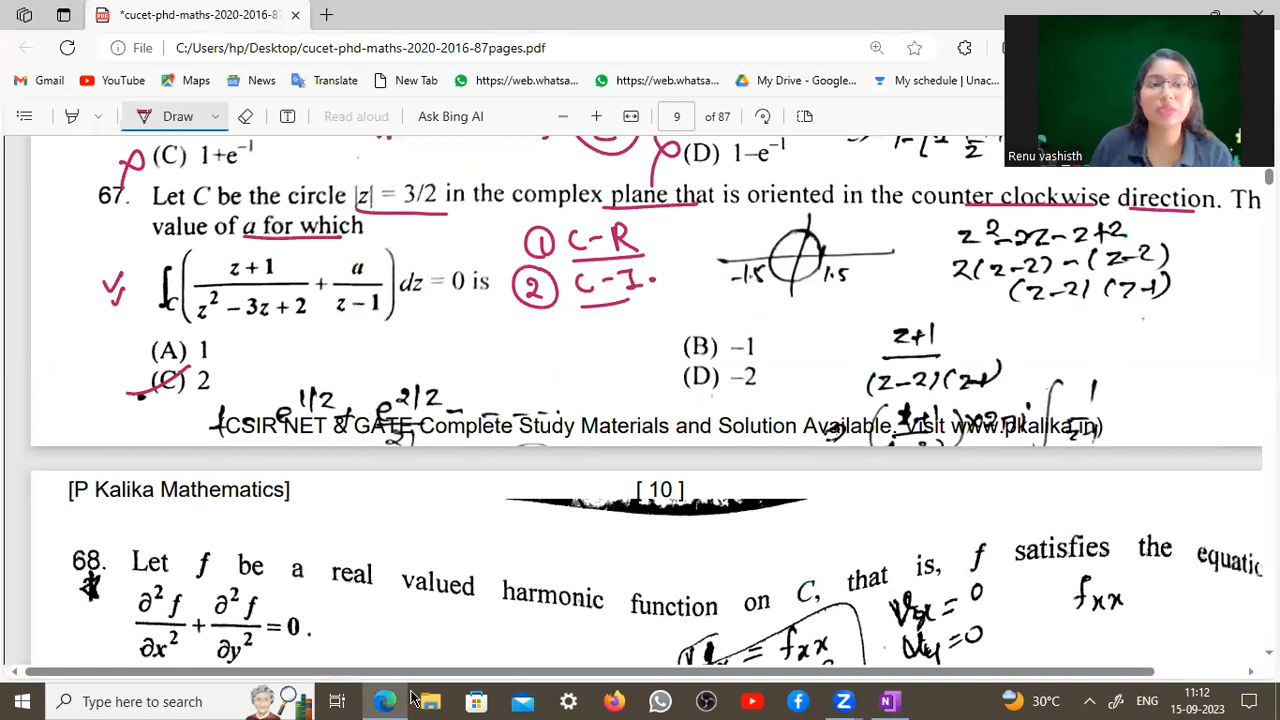 *cucet-phd-maths-2020-2016-87
File C:/Users/hp/Desktop/cucet-phd-maths-2020-2016-87pages.pdf
Gmail YouTube Maps News Translate New Tab https://web.whatsa... https://web.whatsa... My Drive - Google... My schedule | Unac...
Draw Read aloud Ask Bing AI 9 of 87
Renu vashisth
(C) 1+e⁻¹ (D) 1–e⁻¹
67. Let C be the circle |z| = 3/2 in the complex plane that is oriented in the counter clockwise direction. Th
value of a for which
∫C ( (z+1)/(z² – 3z + 2) + a/(z – 1) ) dz = 0 is
① C-R
② C-I.
-1.5 1.5
z²-2z-z+2
z(z-2)-(z-2)
(z-2)(z-1)
(A) 1 (B) –1
(C) 2 (D) –2
z+1
CSIR NET & GATE Complete Study Materials and Solution Available. Visit www.pkalika.in)
[P Kalika Mathematics] [ 10 ]
68. Let f be a real valued harmonic function on C, that is, f satisfies the equatio
∂²f/∂x² + ∂²f/∂y² = 0.
fxx
= fxx
Type here to search 30°C ENG 11:12
15-09-2023